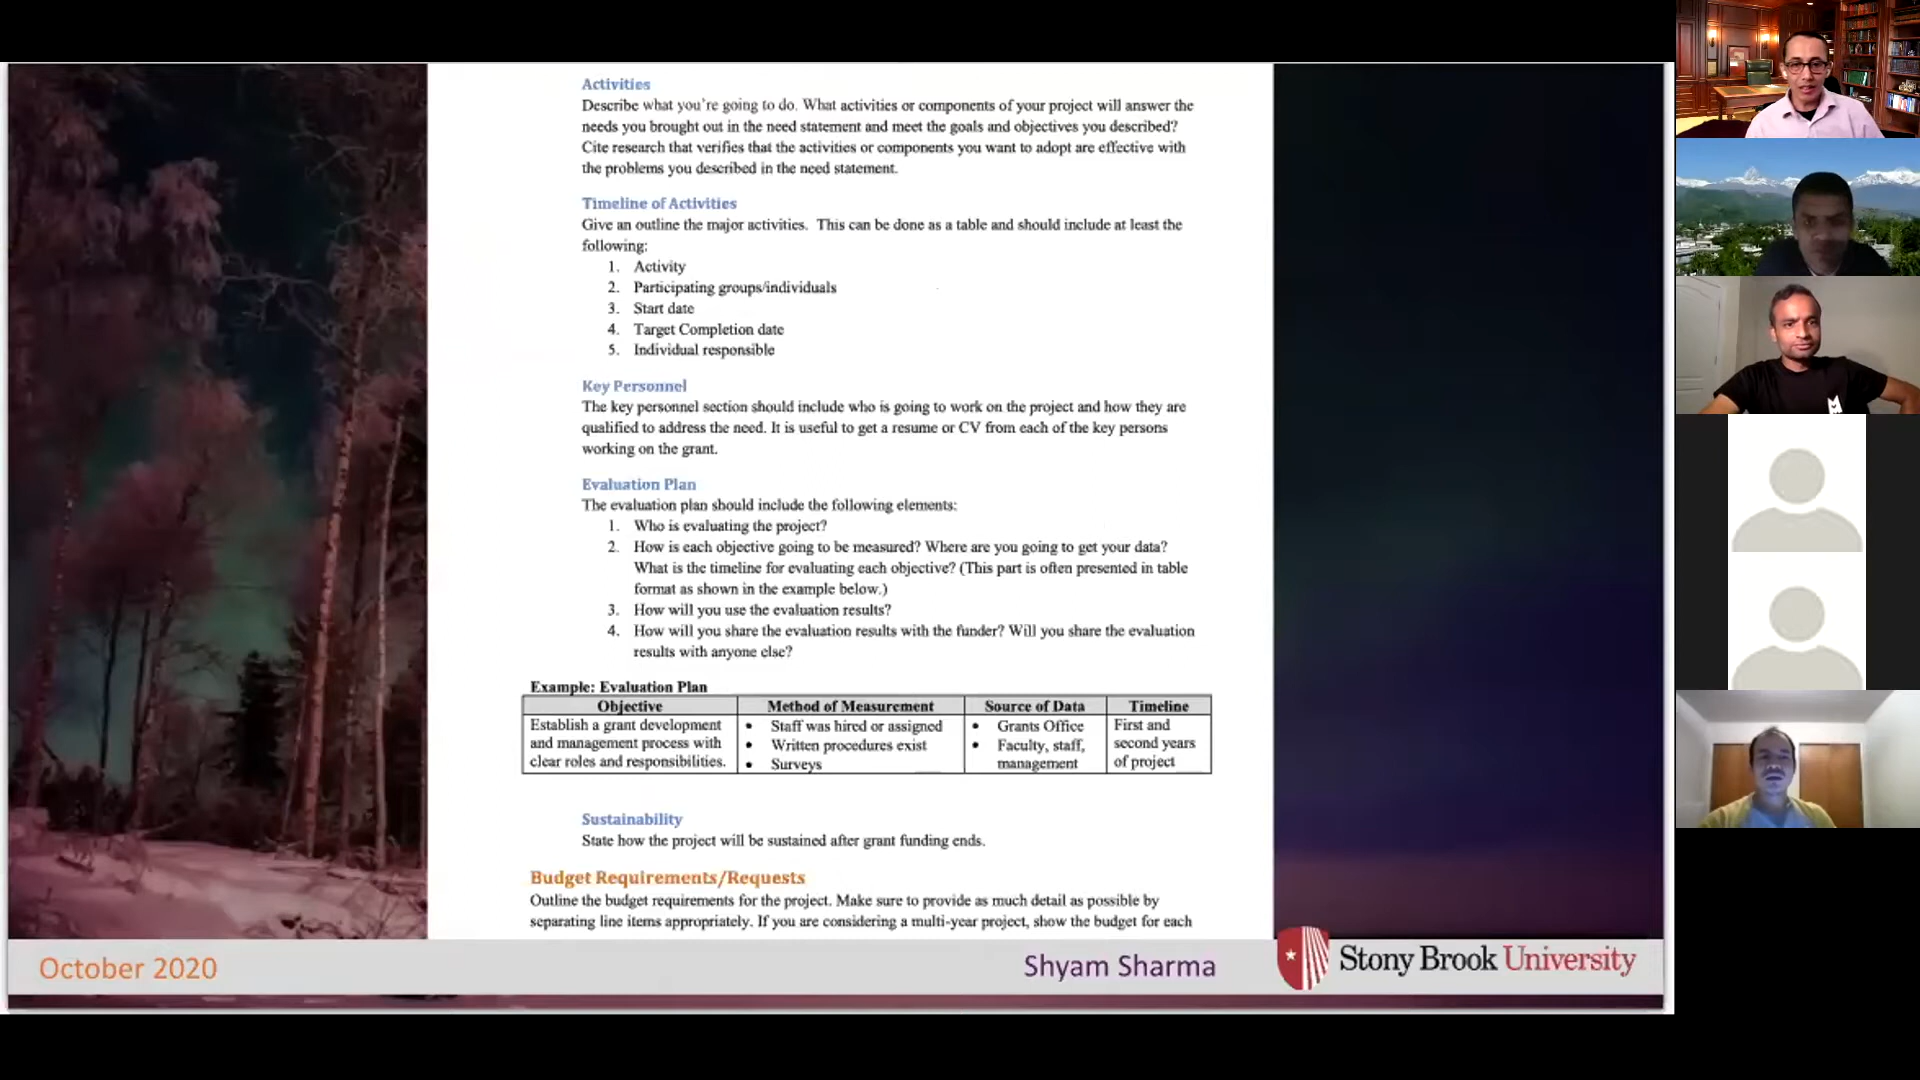 Activities
Describe what you're going to do. What activities or components of your project will answer the
needs you brought out in the need statement and meet the goals and objectives you described?
Cite research that verifies that the activities or components you want to adopt are effective with
the problems you described in the need statement.
Timeline of Activities
Give an outline the major activities. This can be done as a table and should include at least the
following:
1. Activity
2. Participating groups/individuals
3. Start date
4. Target Completion date
5. Individual responsible
Key Personnel
The key personnel section should include who is going to work on the project and how they are
qualified to address the need. It is useful to get a resume or CV from each of the key persons
working on the grant.
Evaluation Plan
The evaluation plan should include the following elements:
1. Who is evaluating the project?
2. How is each objective going to be measured? Where are you going to get your data?
What is the timeline for evaluating each objective? (This part is often presented in table
format as shown in the example below.)
3. How will you use the evaluation results?
4. How will you share the evaluation results with the funder? Will you share the evaluation
results with anyone else?
Example: Evaluation Plan
Objective Method of Measurement Source of Data Timeline
Establish a grant development • Staff was hired or assigned • Grants Office First and
and management process with • Written procedures exist • Faculty, staff, second years
clear roles and responsibilities. • Surveys management of project
Sustainability
State how the project will be sustained after grant funding ends.
Budget Requirements/Requests
Outline the budget requirements for the project. Make sure to provide as much detail as possible by
separating line items appropriately. If you are considering a multi-year project, show the budget for each
October 2020
Shyam Sharma
Stony Brook University